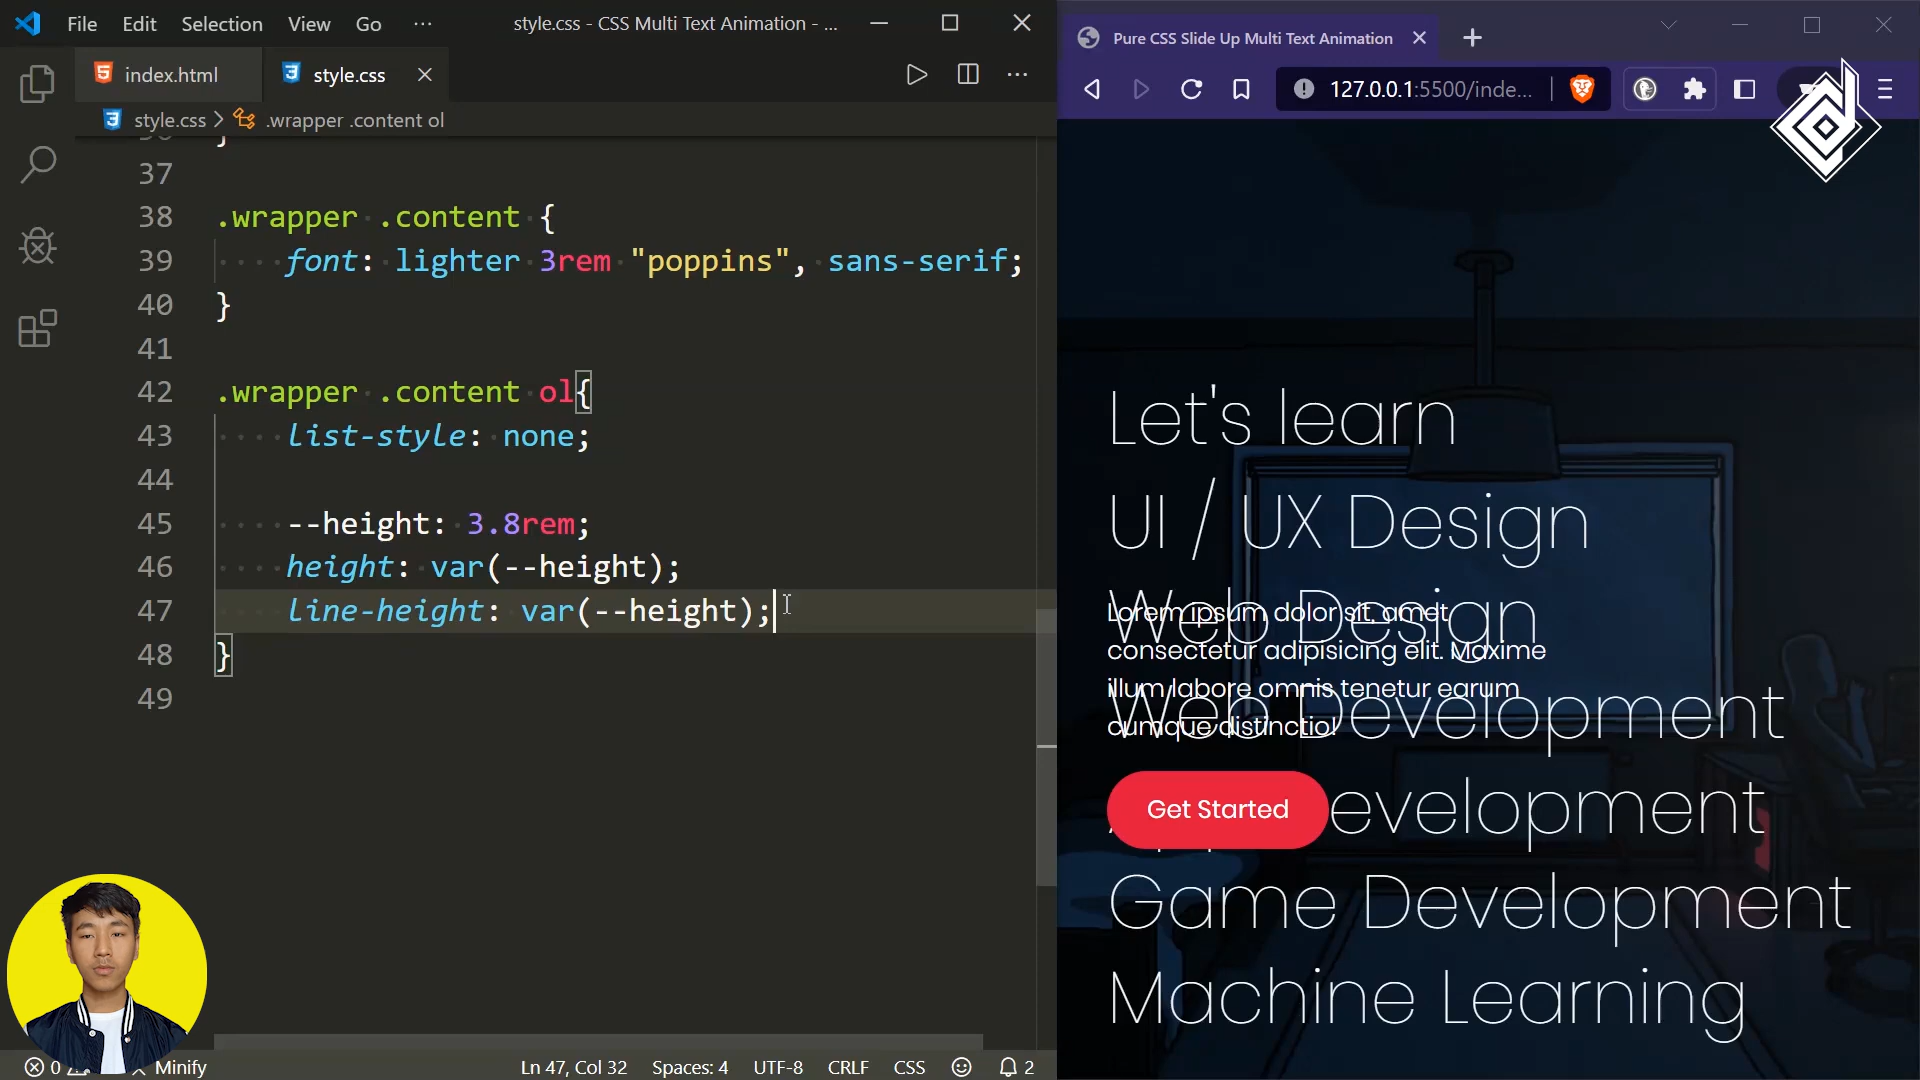 File Edit Selection View Go ··· style.css - CSS Multi Text Animation - ...
index.html style.css
style.css > .wrapper .content ol
37
38 .wrapper .content {
39 font: lighter 3rem "poppins", sans-serif;
40 }
41
42 .wrapper .content ol{
43 list-style: none;
44
45 --height: 3.8rem;
46 height: var(--height);
47 line-height: var(--height);
48 }
49
0 Minify Ln 47, Col 32 Spaces: 4 UTF-8 CRLF CSS 2
Pure CSS Slide Up Multi Text Animation
127.0.0.1:5500/inde...
Let's learn
UI / UX Design
Web Design
Lorem ipsum dolor sit, amet
consectetur adipisicing elit. Maxime
illum labore omnis tenetur earum
Web Development
cumque distinctio!
Get Started
evelopment
Game Development
Machine Learning